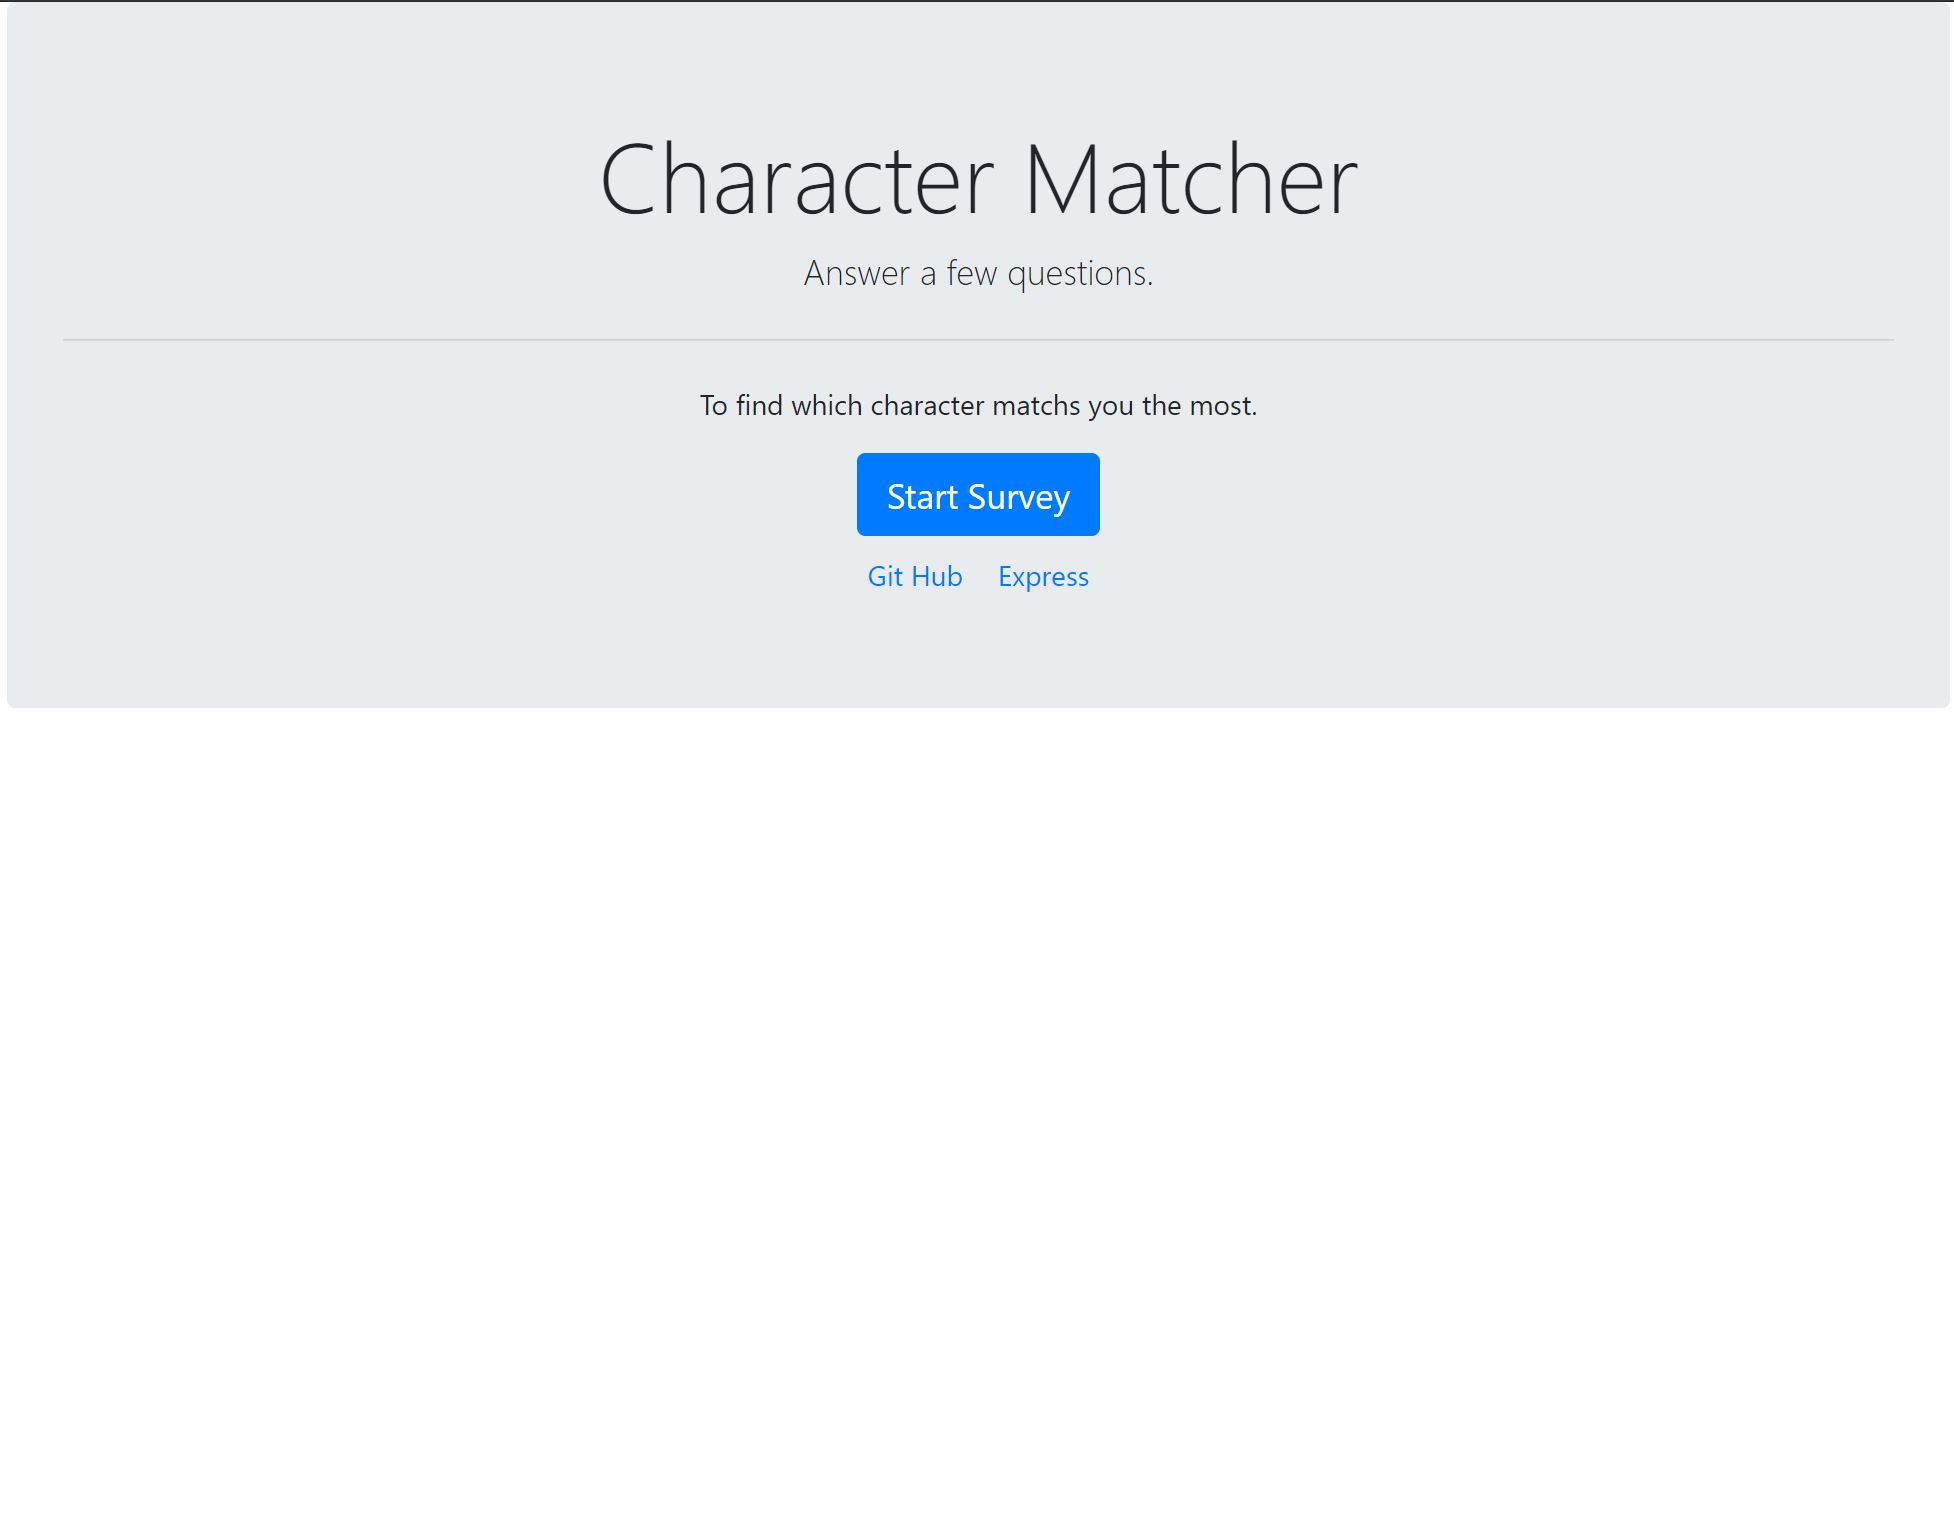 Character Matcher
Answer a few questions.
To find which character matchs you the most.
Start Survey
Git Hub Express